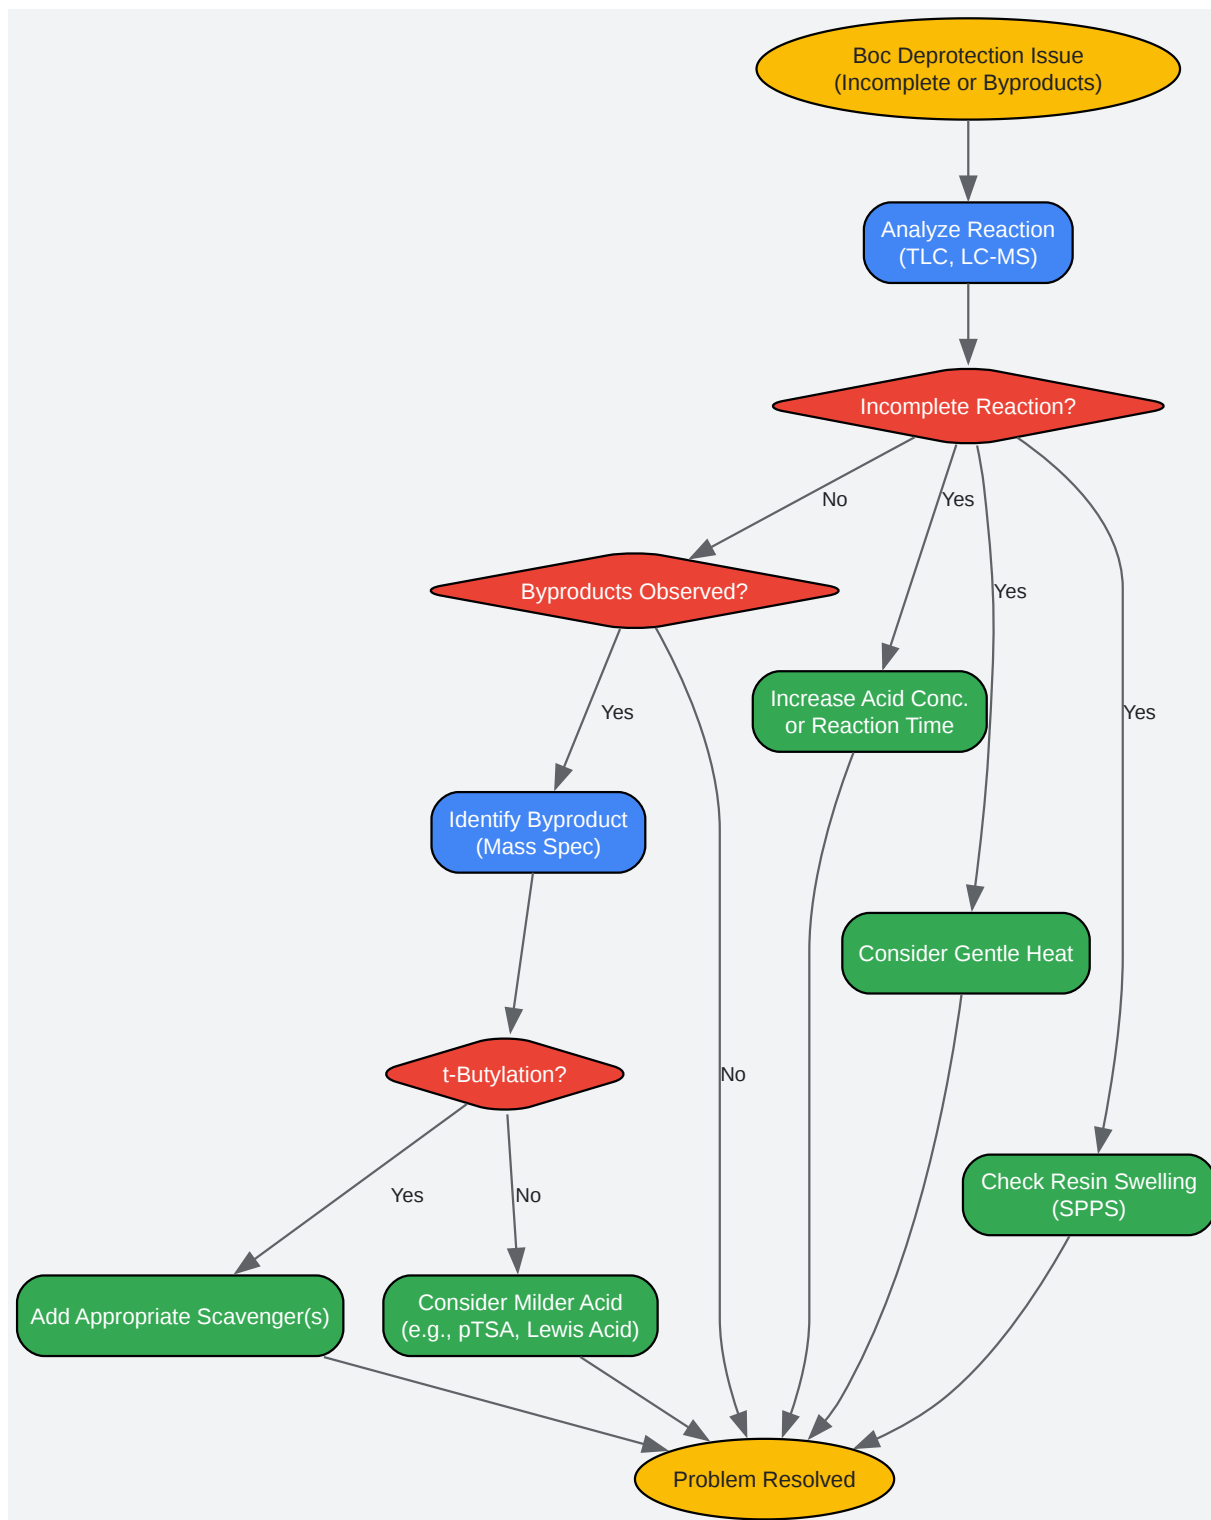 Boc Deprotection Issue
(Incomplete or Byproducts)
Analyze Reaction
(TLC, LC-MS)
Incomplete Reaction?
No
Yes
Yes
Yes
Byproducts Observed?
Yes
No
Increase Acid Conc.
or Reaction Time
Identify Byproduct
(Mass Spec)
Consider Gentle Heat
t-Butylation?
Yes
No
Check Resin Swelling
(SPPS)
Add Appropriate Scavenger(s)
Consider Milder Acid
(e.g., pTSA, Lewis Acid)
Problem Resolved